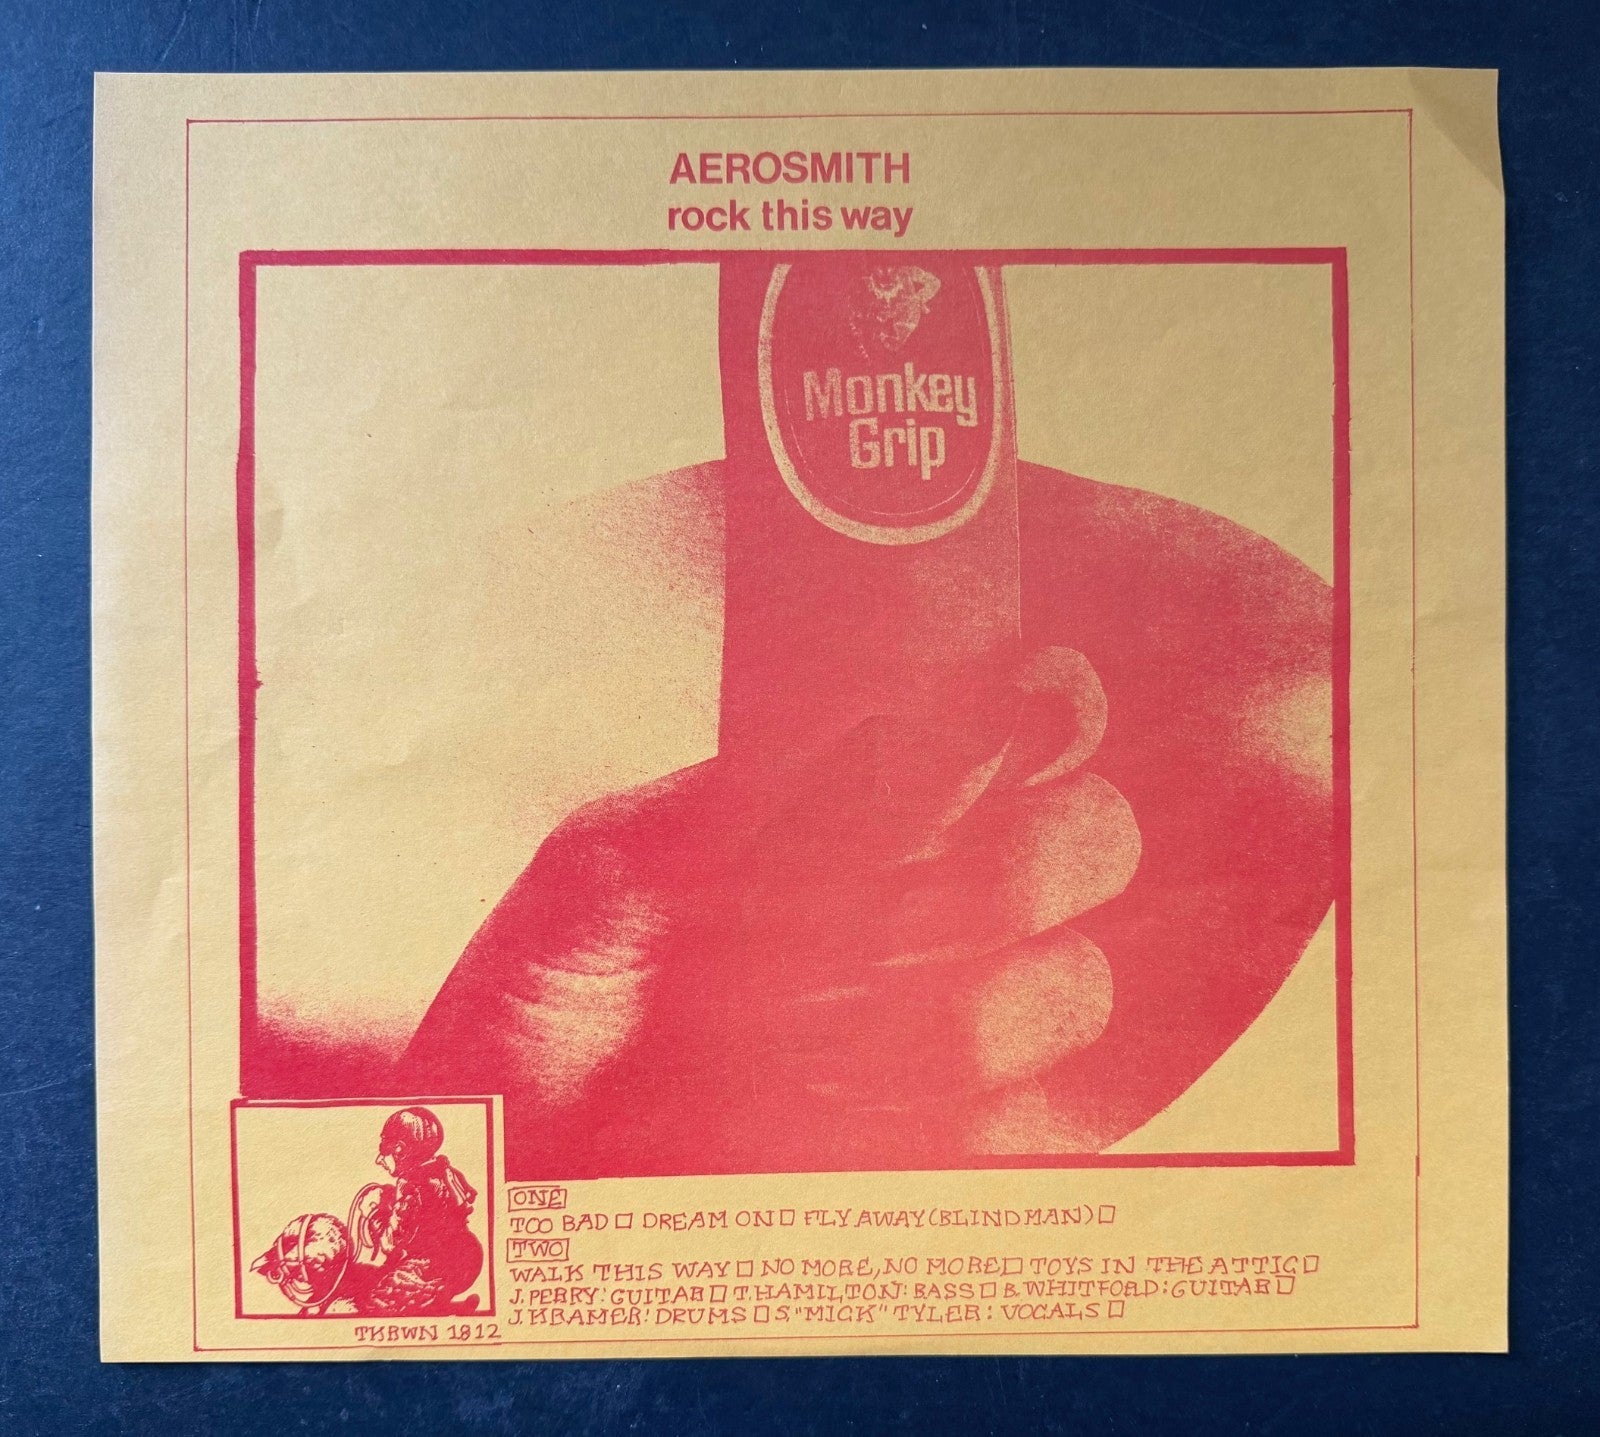 AEROSMITH
rock this way
Monkey
Grip
ONE
TOO BAD □ DREAM ON □ FLY AWAY (BLIND MAN) □
TWO
WALK THIS WAY □ NO MORE, NO MORE □ TOYS IN THE ATTIC □
J. PERRY: GUITAR □ T. HAMILTON: BASS □ B. WHITFORD: GUITAR □
J. KRAMER: DRUMS □ S. "MICK" TYLER: VOCALS □
TKRWN 1812